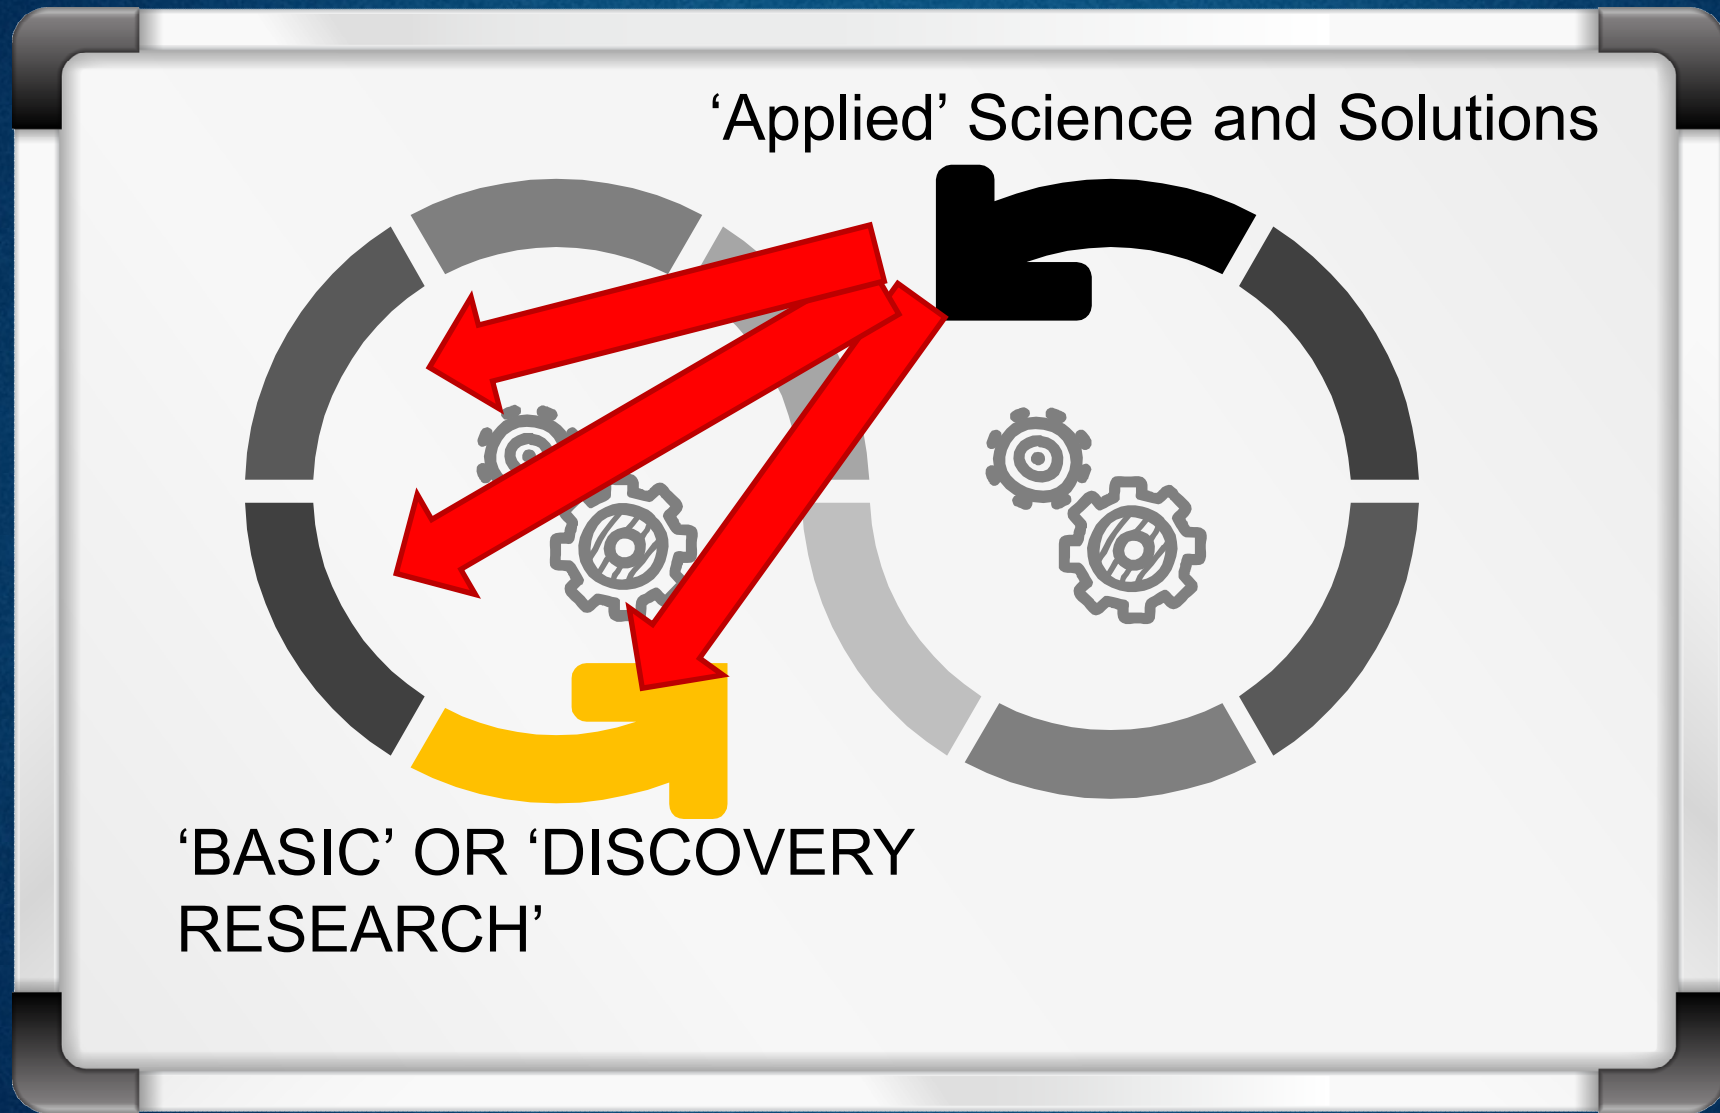 ‘Applied’ Science and Solutions
‘BASIC’ OR ‘DISCOVERY
RESEARCH’